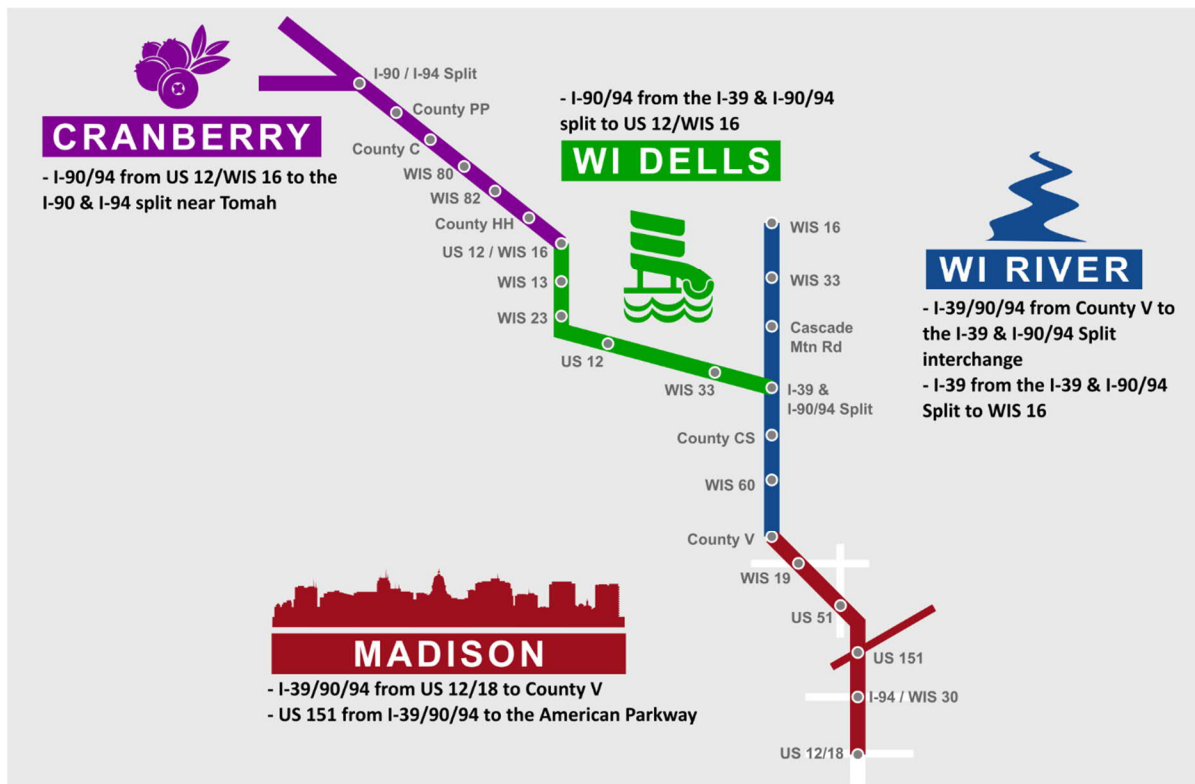 I-90 / I-94 Split
County PP
County C
WIS 80
WIS 82
County HH
US 12 / WIS 16
CRANBERRY
- I-90/94 from US 12/WIS 16 to the
I-90 & I-94 split near Tomah
- I-90/94 from the I-39 & I-90/94
split to US 12/WIS 16
WI DELLS
WIS 13
WIS 23
US 12
WIS 33
WIS 16
WIS 33
Cascade
Mtn Rd
I-39 &
I-90/94 Split
County CS
WIS 60
County V
WI RIVER
- I-39/90/94 from County V to
the I-39 & I-90/94 Split
interchange
- I-39 from the I-39 & I-90/94
Split to WIS 16
WIS 19
US 51
US 151
I-94 / WIS 30
US 12/18
MADISON
- I-39/90/94 from US 12/18 to County V
- US 151 from I-39/90/94 to the American Parkway